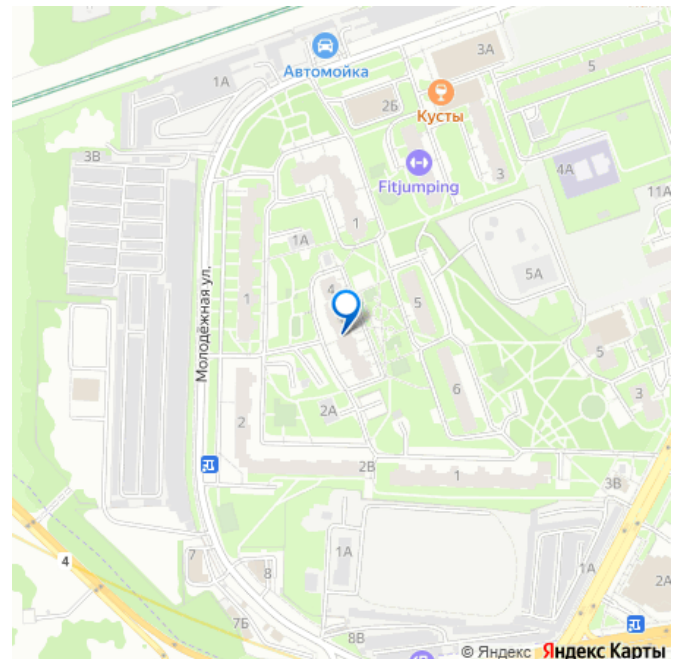 1А
Автомойка
3А
5
2Б
Кусты
3В
Fitjumping
3
4А
11А
1
1А
5А
4
1
5
Молодёжная ул.
5
6
3
2А
2
2В
1
3В
4
7
8
1А
1А
2А
7Б
8В
© Яндекс Яндекс Карты